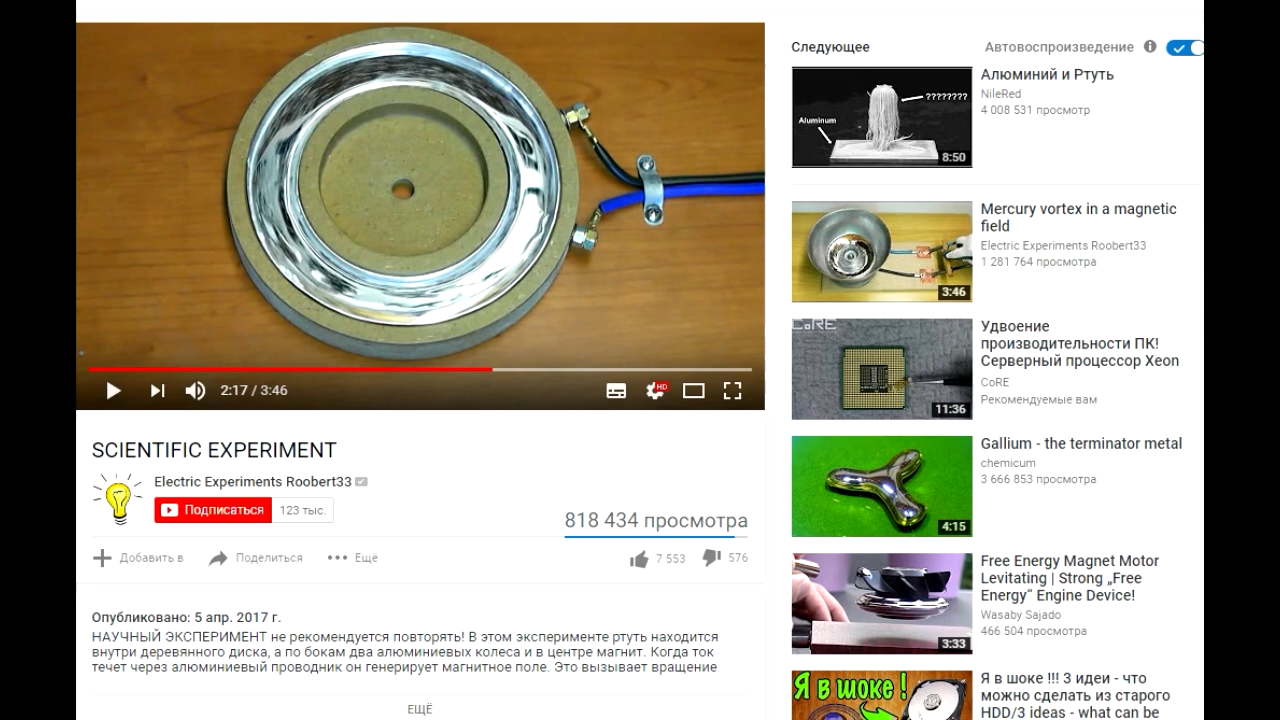 2:17 / 3:46
HD
SCIENTIFIC EXPERIMENT
Electric Experiments Roobert33
Подписаться 123 тыс.
818 434 просмотра
Добавить в Поделиться Ещё 7 553 576
Опубликовано: 5 апр. 2017 г.
НАУЧНЫЙ ЭКСПЕРИМЕНТ не рекомендуется повторять! В этом эксперименте ртуть находится
внутри деревянного диска, а по бокам два алюминиевых колеса и в центре магнит. Когда ток
течет через алюминиевый проводник он генерирует магнитное поле. Это вызывает вращение
ЕЩЁ
Следующее Автовоспроизведение
Aluminum
????????
8:50
Алюминий и Ртуть
NileRed
4 008 531 просмотр
3:46
Mercury vortex in a magnetic
field
Electric Experiments Roobert33
1 281 764 просмотра
CoRE
11:36
Удвоение
производительности ПК!
Серверный процессор Xeon
CoRE
Рекомендуемые вам
4:15
Gallium - the terminator metal
chemicum
3 666 853 просмотра
3:33
Free Energy Magnet Motor
Levitating | Strong „Free
Energy“ Engine Device!
Wasaby Sajado
466 504 просмотра
Я в шоке !
Я в шоке !!! 3 идеи - что
можно сделать из старого
HDD/3 ideas - what can be